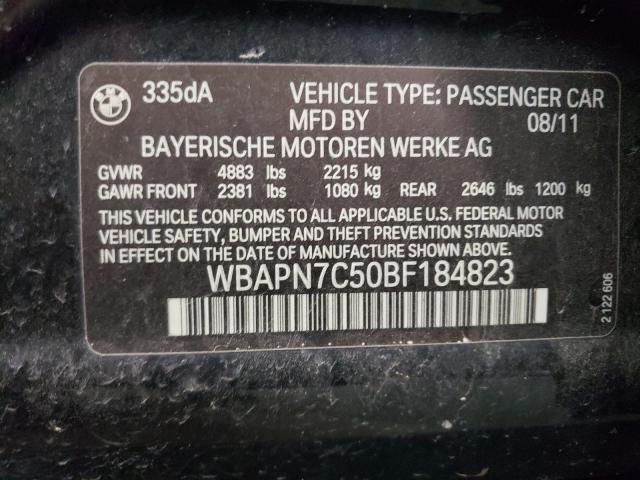 BMW
335dA VEHICLE TYPE: PASSENGER CAR
MFD BY 08/11
BAYERISCHE MOTOREN WERKE AG
GVWR 4883 lbs 2215 kg
GAWR FRONT 2381 lbs 1080 kg REAR 2646 lbs 1200 kg
THIS VEHICLE CONFORMS TO ALL APPLICABLE U.S. FEDERAL MOTOR
VEHICLE SAFETY, BUMPER AND THEFT PREVENTION STANDARDS
IN EFFECT ON THE DATE OF MANUFACTURE SHOWN ABOVE.
WBAPN7C50BF184823
2 122 606